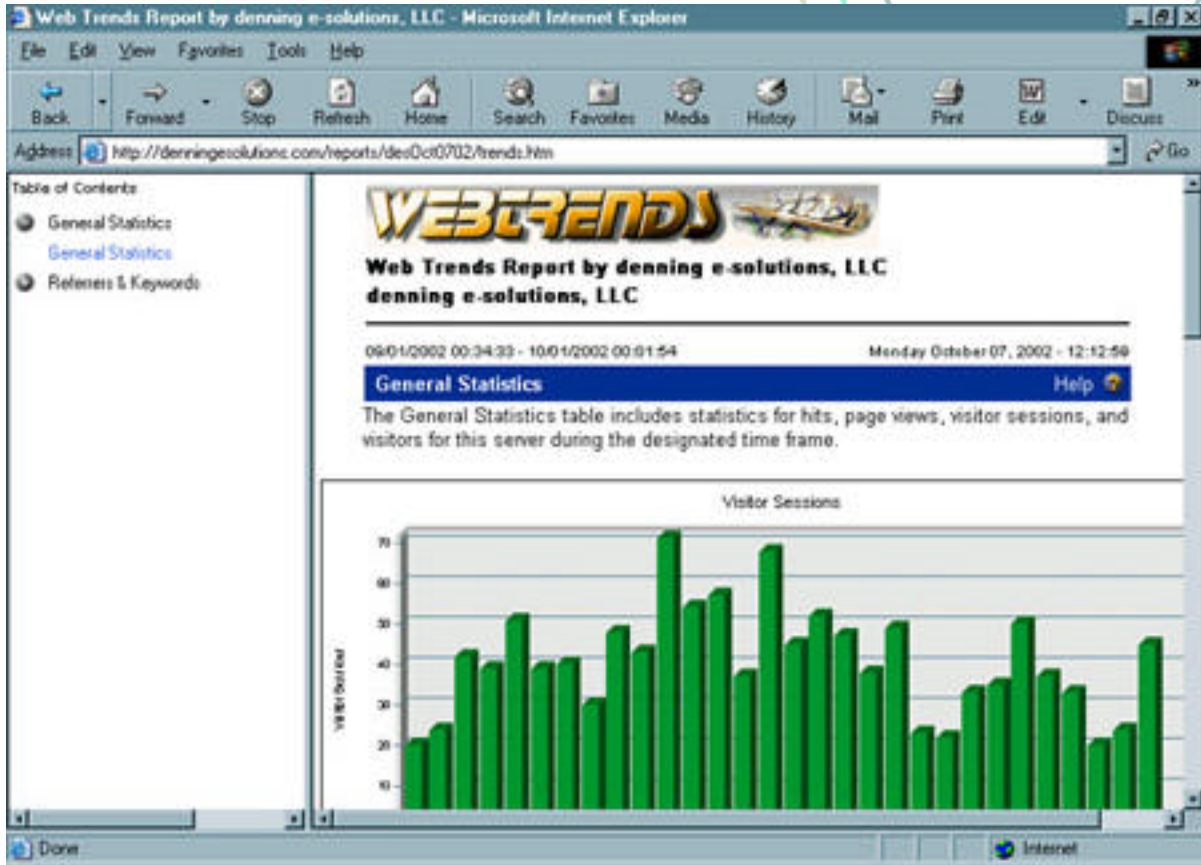 Web Trends Report by denning e-solutions, LLC - Microsoft Internet Explorer
File Edit View Favorites Tools Help
Back Forward Stop Refresh Home Search Favorites Media History Mail Print Edit Discuss
Address http://denningesolutions.com/reports/desOct0702/trends.htm Go
Table of Contents
General Statistics
General Statistics
Referrers & Keywords
WEBTRENDS
Web Trends Report by denning e-solutions, LLC
denning e-solutions, LLC
09/01/2002 00:34:33 - 10/01/2002 00:01:54 Monday October 07, 2002 - 12:12:59
General Statistics Help
The General Statistics table includes statistics for hits, page views, visitor sessions, and
visitors for this server during the designated time frame.
Visitor Sessions
70
60
50
40
30
20
10
Visitor Sessions
Done Internet